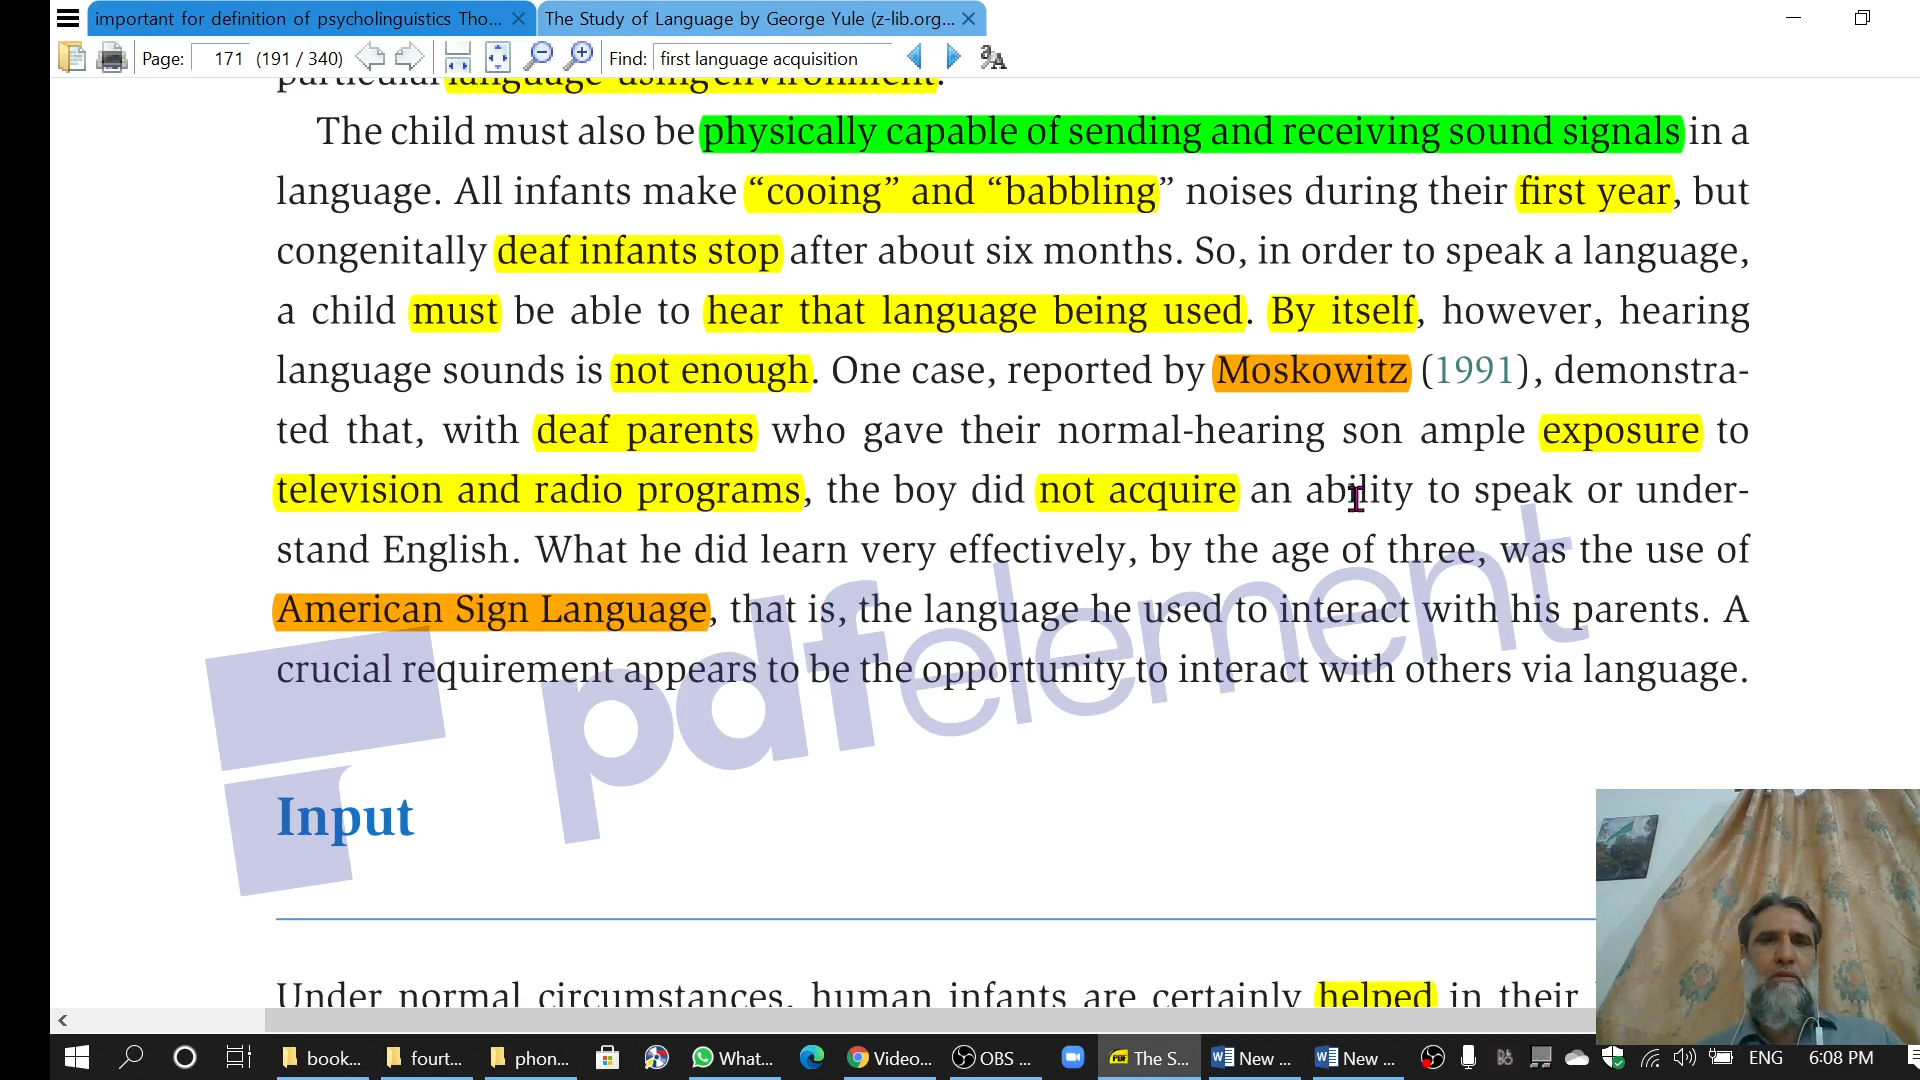 important for definition of psycholinguistics Tho...
The Study of Language by George Yule (z-lib.org...
Page: 171 (191 / 340) Find: first language acquisition
particular language-using environment.
The child must also be physically capable of sending and receiving sound signals in a
language. All infants make “cooing” and “babbling” noises during their first year, but
congenitally deaf infants stop after about six months. So, in order to speak a language,
a child must be able to hear that language being used. By itself, however, hearing
language sounds is not enough. One case, reported by Moskowitz (1991), demonstra-
ted that, with deaf parents who gave their normal-hearing son ample exposure to
television and radio programs, the boy did not acquire an ability to speak or under-
stand English. What he did learn very effectively, by the age of three, was the use of
American Sign Language, that is, the language he used to interact with his parents. A
crucial requirement appears to be the opportunity to interact with others via language.
pdfelement
Input
Under normal circumstances, human infants are certainly helped in their
book... fourt... phon... What... Video... OBS ... The S... New ... New ... ENG 6:08 PM